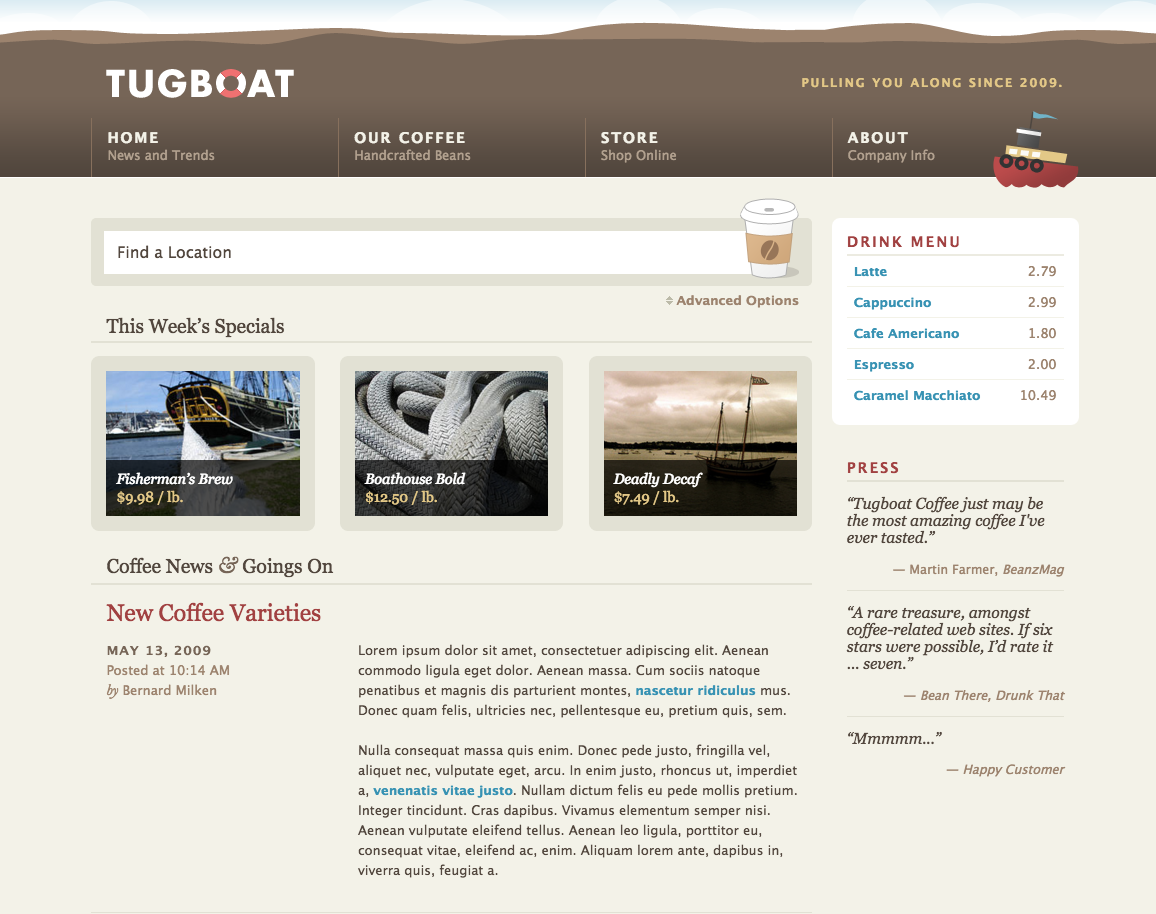 TUGBOAT
PULLING YOU ALONG SINCE 2009.
HOME
News and Trends
OUR COFFEE
Handcrafted Beans
STORE
Shop Online
ABOUT
Company Info
Find a Location
Advanced Options
This Week’s Specials
Fisherman’s Brew
$9.98 / lb.
Boathouse Bold
$12.50 / lb.
Deadly Decaf
$7.49 / lb.
Coffee News & Goings On
New Coffee Varieties
MAY 13, 2009
Posted at 10:14 AM
by Bernard Milken
Lorem ipsum dolor sit amet, consectetuer adipiscing elit. Aenean
commodo ligula eget dolor. Aenean massa. Cum sociis natoque
penatibus et magnis dis parturient montes, nascetur ridiculus mus.
Donec quam felis, ultricies nec, pellentesque eu, pretium quis, sem.
Nulla consequat massa quis enim. Donec pede justo, fringilla vel,
aliquet nec, vulputate eget, arcu. In enim justo, rhoncus ut, imperdiet
a, venenatis vitae justo. Nullam dictum felis eu pede mollis pretium.
Integer tincidunt. Cras dapibus. Vivamus elementum semper nisi.
Aenean vulputate eleifend tellus. Aenean leo ligula, porttitor eu,
consequat vitae, eleifend ac, enim. Aliquam lorem ante, dapibus in,
viverra quis, feugiat a.
DRINK MENU
Latte 2.79
Cappuccino 2.99
Cafe Americano 1.80
Espresso 2.00
Caramel Macchiato 10.49
PRESS
“Tugboat Coffee just may be
the most amazing coffee I've
ever tasted.”
— Martin Farmer, BeanzMag
“A rare treasure, amongst
coffee-related web sites. If six
stars were possible, I’d rate it
… seven.”
— Bean There, Drunk That
“Mmmmm…”
— Happy Customer